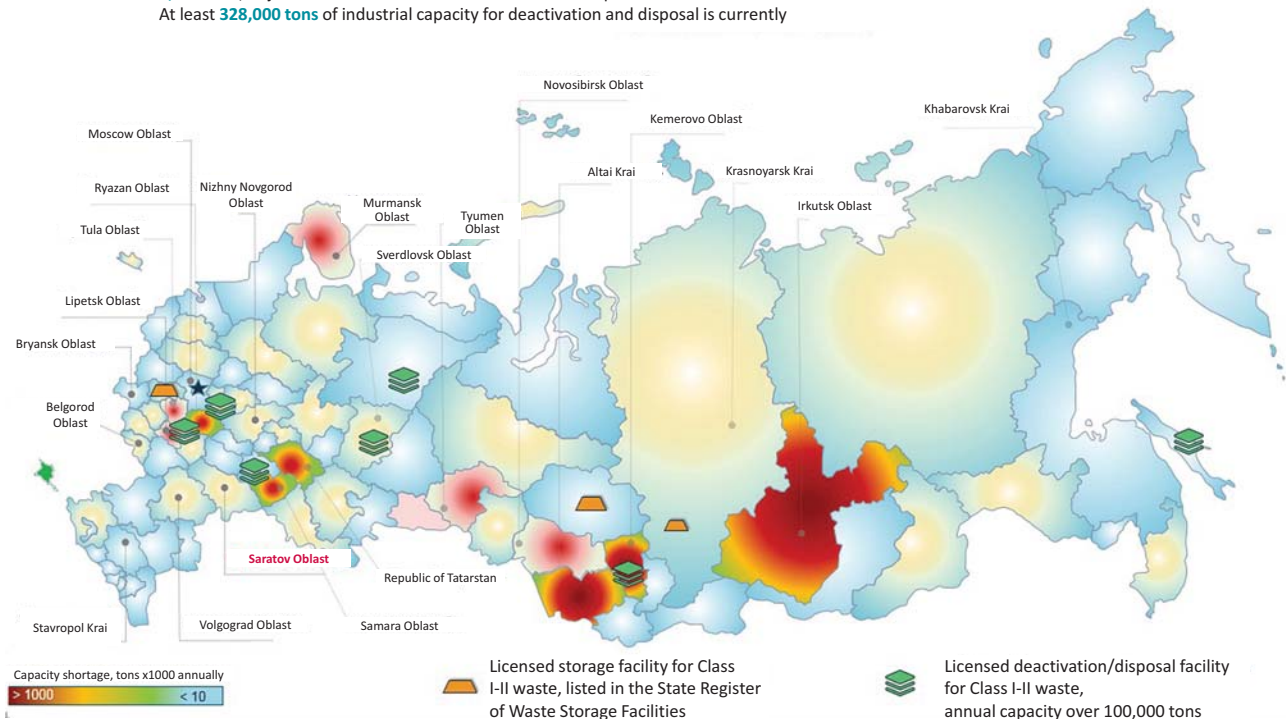 At least 328,000 tons of industrial capacity for deactivation and disposal is currently
Novosibirsk Oblast
Khabarovsk Krai
Kemerovo Oblast
Moscow Oblast
Altai Krai
Krasnoyarsk Krai
Ryazan Oblast
Nizhny Novgorod
Oblast
Murmansk
Oblast
Irkutsk Oblast
Tyumen
Oblast
Tula Oblast
Sverdlovsk Oblast
Lipetsk Oblast
Bryansk Oblast
Belgorod
Oblast
Saratov Oblast
Republic of Tatarstan
Stavropol Krai
Volgograd Oblast
Samara Oblast
Capacity shortage, tons x1000 annually
> 1000
< 10
Licensed storage facility for Class
I-II waste, listed in the State Register
of Waste Storage Facilities
Licensed deactivation/disposal facility
for Class I-II waste,
annual capacity over 100,000 tons